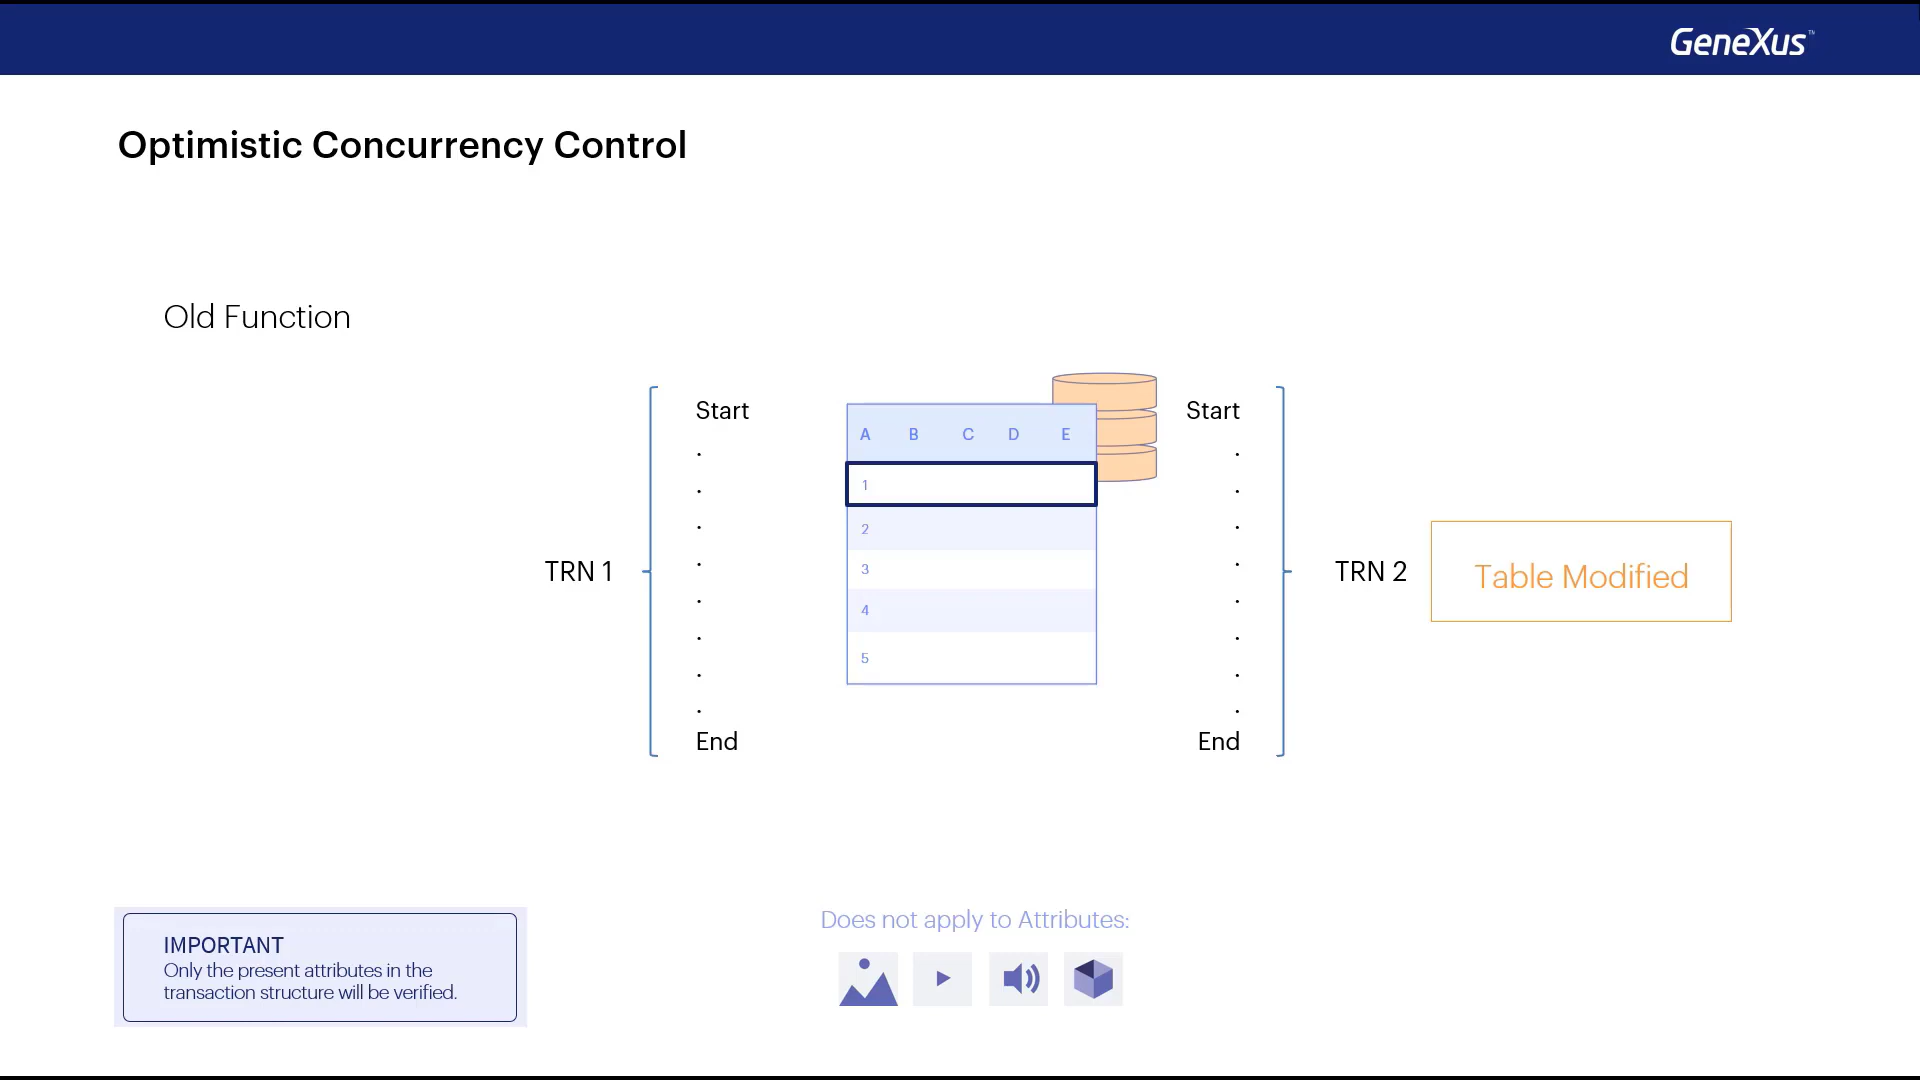 GeneXus™
Optimistic Concurrency Control
Old Function
Start
Start
A B C D E
1
2
3
4
5
TRN 1
TRN 2
Table Modified
End
End
IMPORTANT
Only the present attributes in the
transaction structure will be verified.
Does not apply to Attributes: